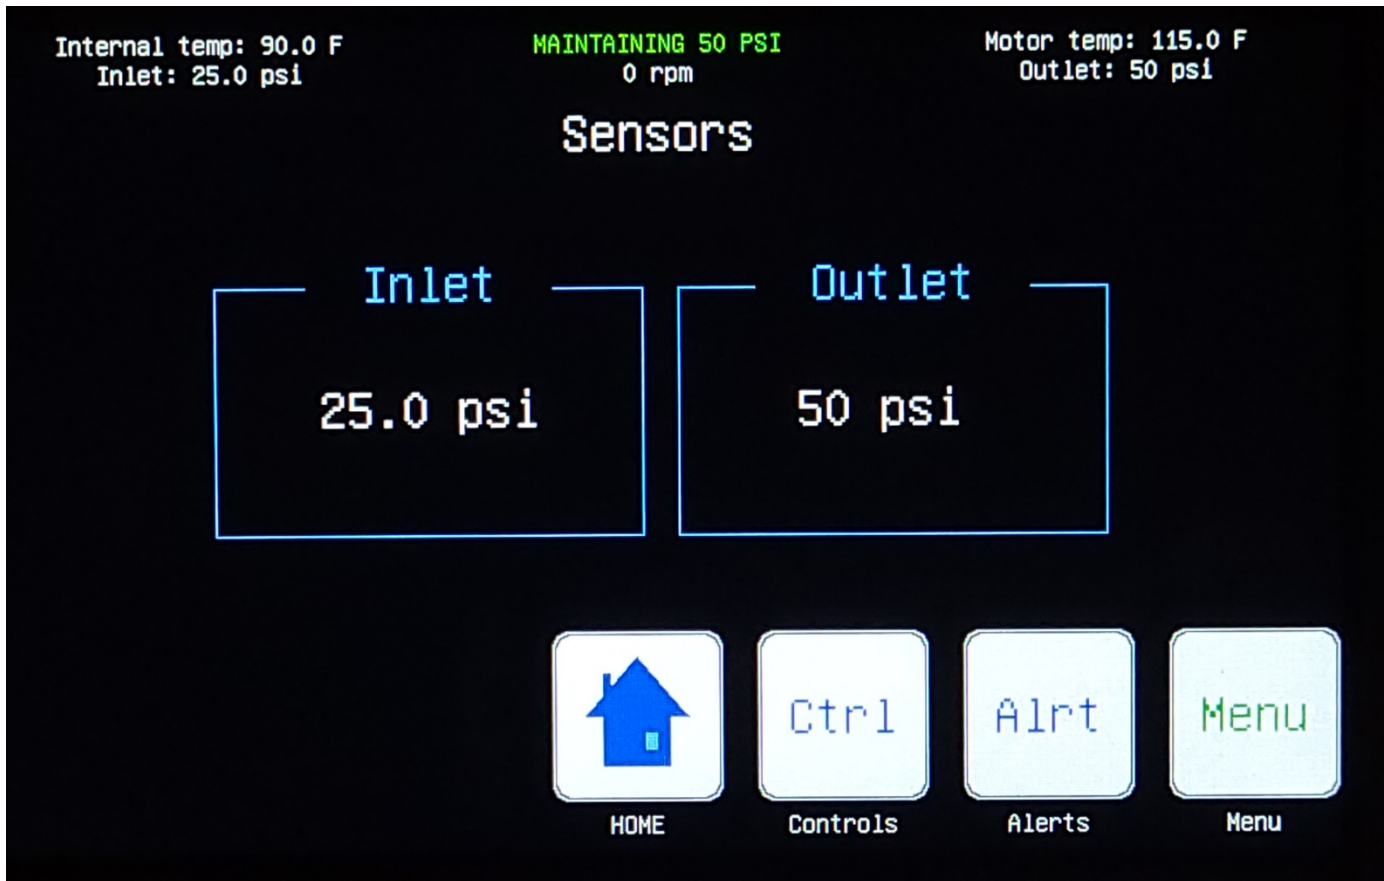 Internal temp: 90.0 F
Inlet: 25.0 psi
MAINTAINING 50 PSI
0 rpm
Motor temp: 115.0 F
Outlet: 50 psi
Sensors
Inlet
25.0 psi
Outlet
50 psi
Ctrl
Alrt
Menu
HOME
Controls
Alerts
Menu